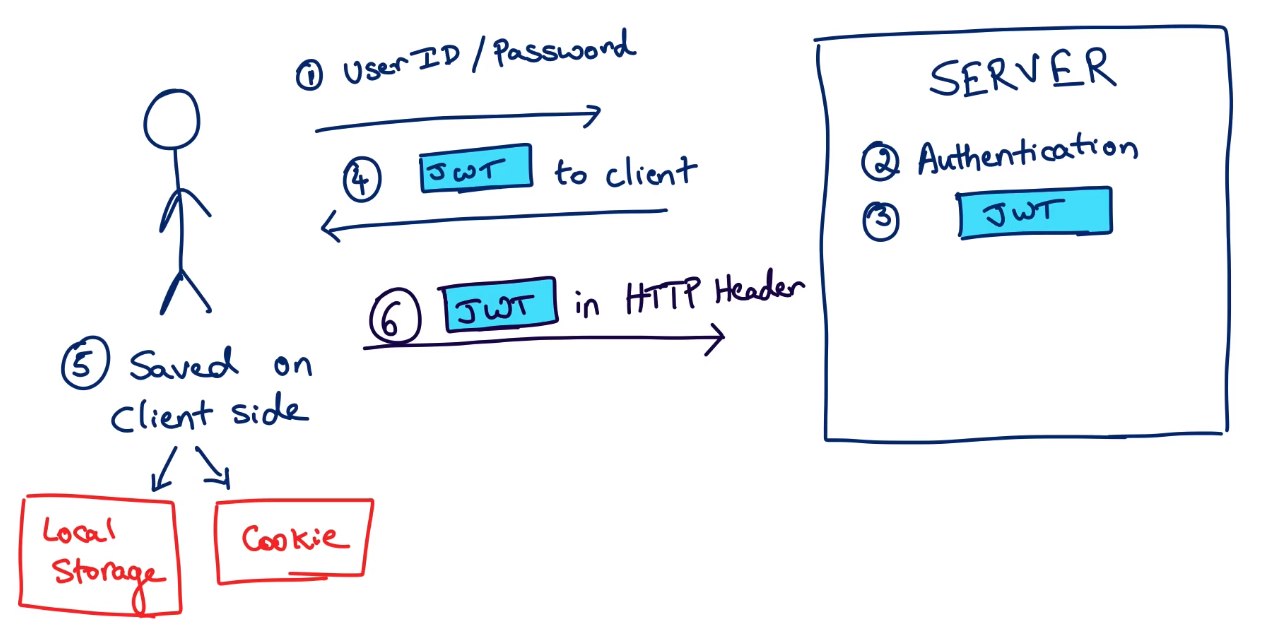 ① UserID / Password
④ JWT to client
⑥ JWT in HTTP Header
⑤ Saved on
Client side
Local
Storage
Cookie
SERVER
② Authentication
③ JWT